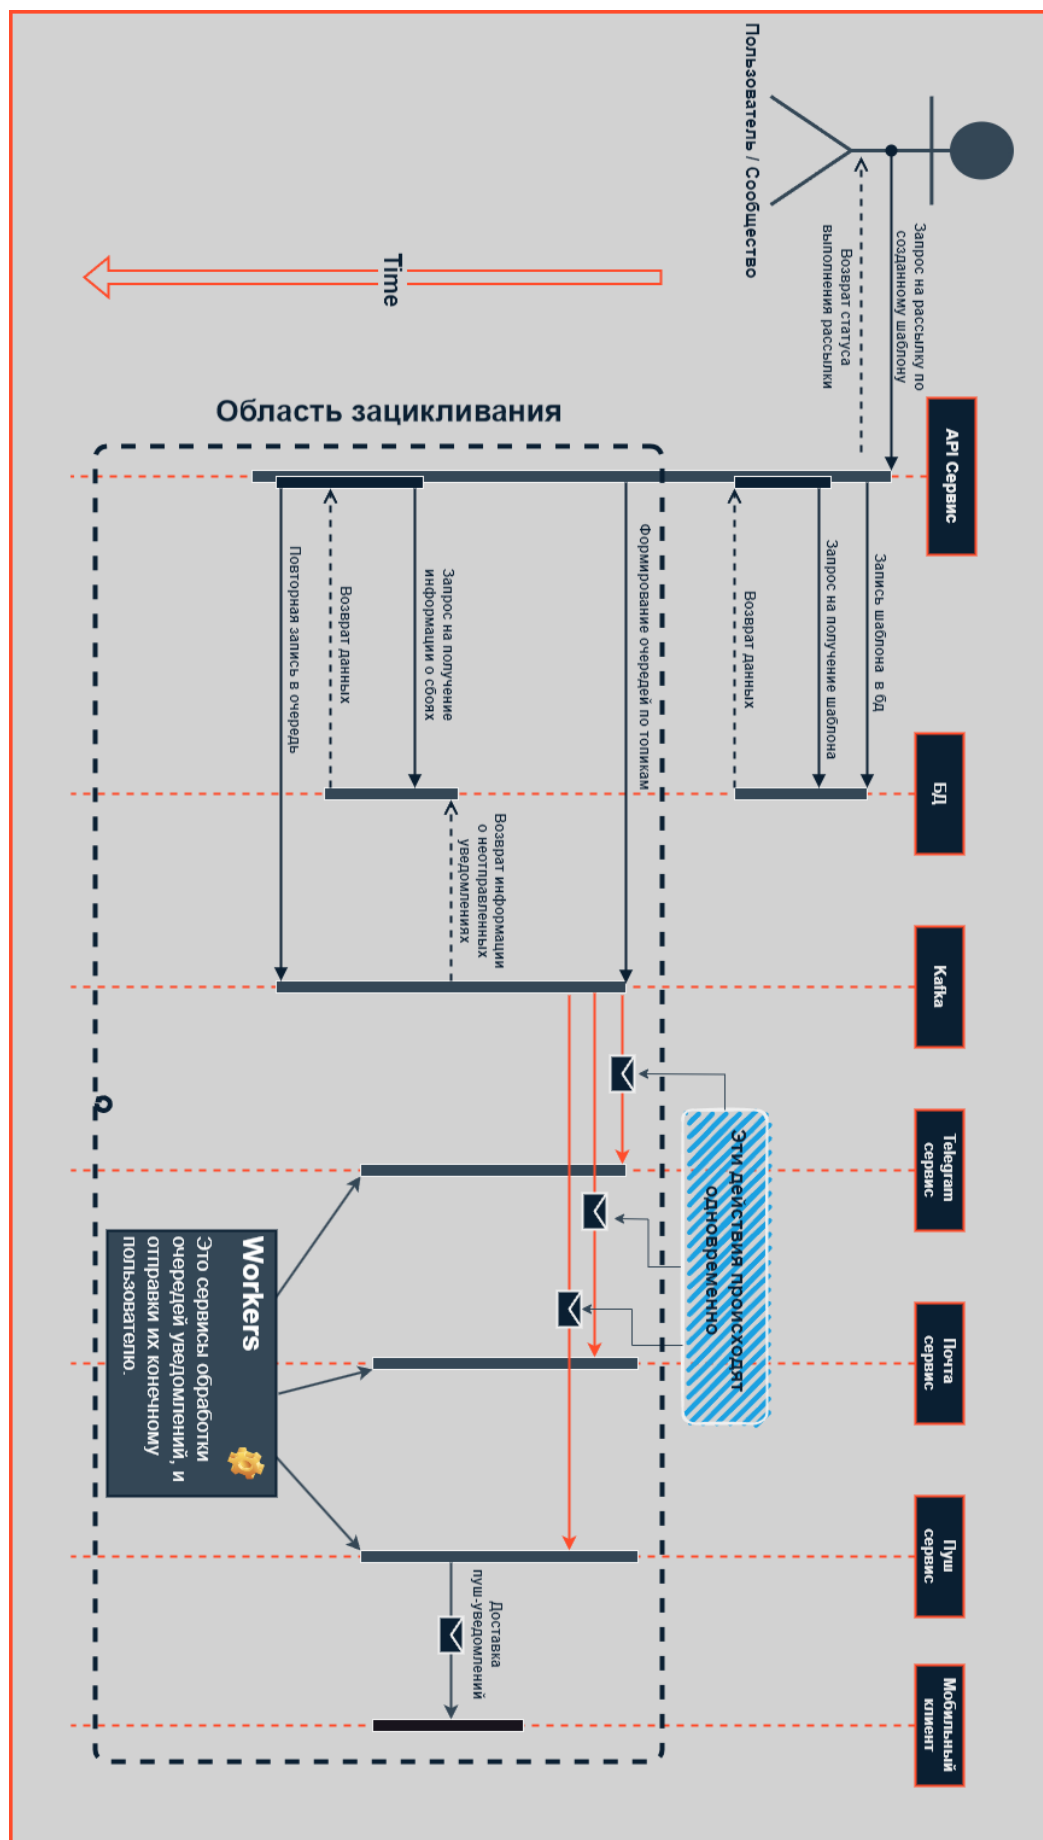 Пользователь / Сообщество
Запрос на рассылку по
созданному шаблону
Возврат статуса
выполнения рассылки
Time
API Сервис
БД
Kafka
Telegram
сервис
Почта
сервис
Пуш
сервис
Мобильный
клиент
Запись шаблона в бд
Запрос на получение шаблона
Возврат данных
Область зацикливания
Формирование очередей по топикам
Эти действия происходят
одновременно
Возврат информации
о неотправленных
уведомлениях
Запрос на получение
информации о сбоях
Возврат данных
Повторная запись в очередь
Доставка
пуш-уведомлений
Workers
Это сервисы обработки
очередей уведомлений, и
отправки их конечному
пользователю.